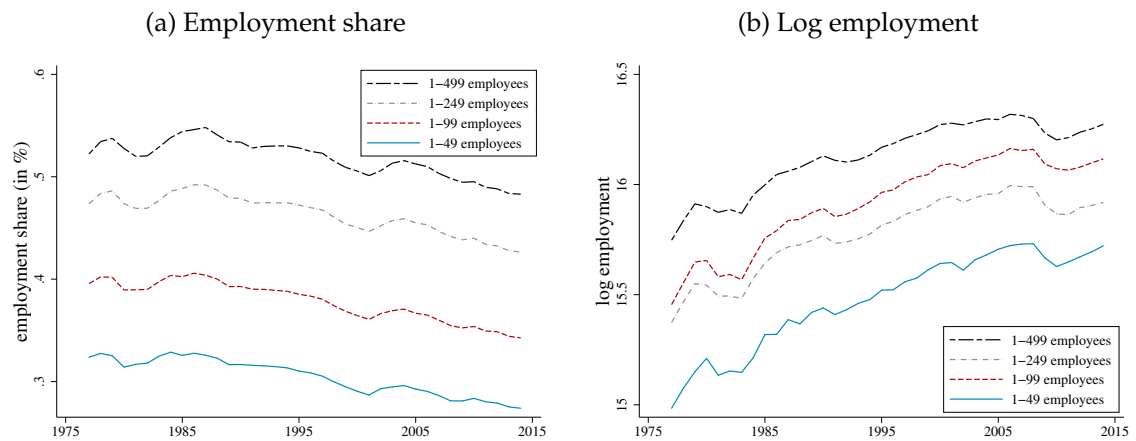 (a) Employment share
employment share (in %)
.6
.5
.4
.3
1975
1985
1995
2005
2015
1−499 employees
1−249 employees
1−99 employees
1−49 employees
(b) Log employment
log employment
16.5
16
15.5
15
1975
1985
1995
2005
2015
1−499 employees
1−249 employees
1−99 employees
1−49 employees